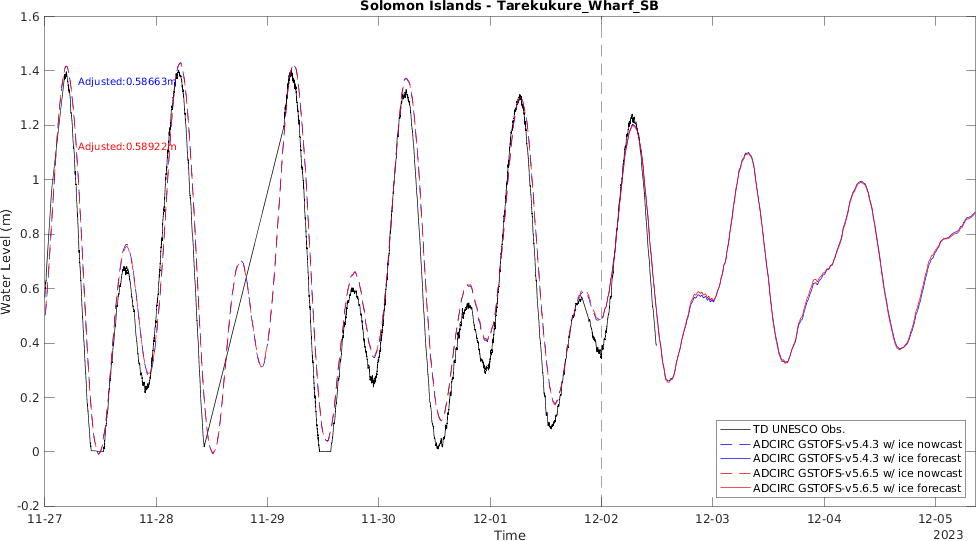 Solomon Islands - Tarekukure_Wharf_SB
1.6
1.4
1.2
1
0.8
0.6
0.4
0.2
0
-0.2
Water Level (m)
Adjusted:0.58663m
Adjusted:0.58922m
TD UNESCO Obs.
ADCIRC GSTOFS-v5.4.3 w/ ice nowcast
ADCIRC GSTOFS-v5.4.3 w/ ice forecast
ADCIRC GSTOFS-v5.6.5 w/ ice nowcast
ADCIRC GSTOFS-v5.6.5 w/ ice forecast
11-27 11-28 11-29 11-30 12-01 12-02 12-03 12-04 12-05
Time
2023